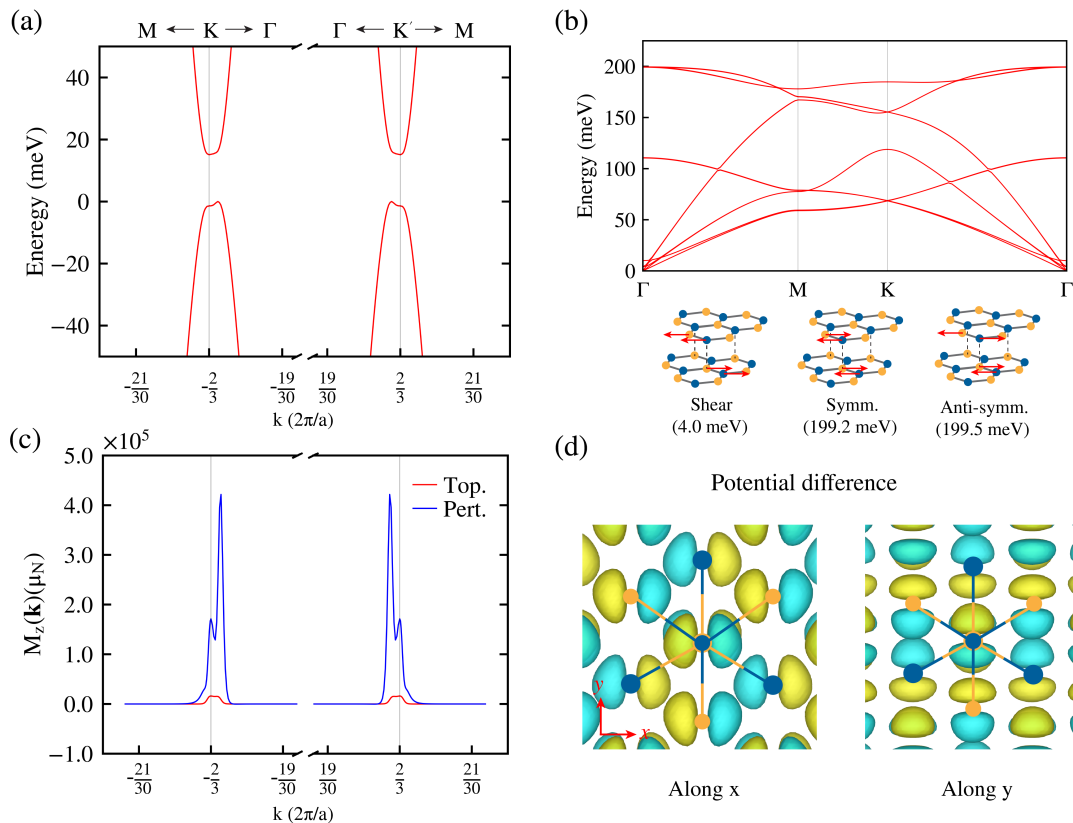 (a)
M ← K → Γ
Γ ← K′ → M
Eneregy (meV)
40
20
0
−20
−40
-21/30
-2/3
-19/30
19/30
2/3
21/30
k (2π/a)
(b)
Energy (meV)
200
150
100
50
0
Γ
M
K
Γ
Shear
(4.0 meV)
Symm.
(199.2 meV)
Anti-symm.
(199.5 meV)
(c)
×10⁵
M_z(k)(μ_N)
5.0
4.0
3.0
2.0
1.0
0.0
-1.0
Top.
Pert.
-21/30
-2/3
-19/30
19/30
2/3
21/30
k (2π/a)
(d)
Potential difference
y
x
Along x
Along y